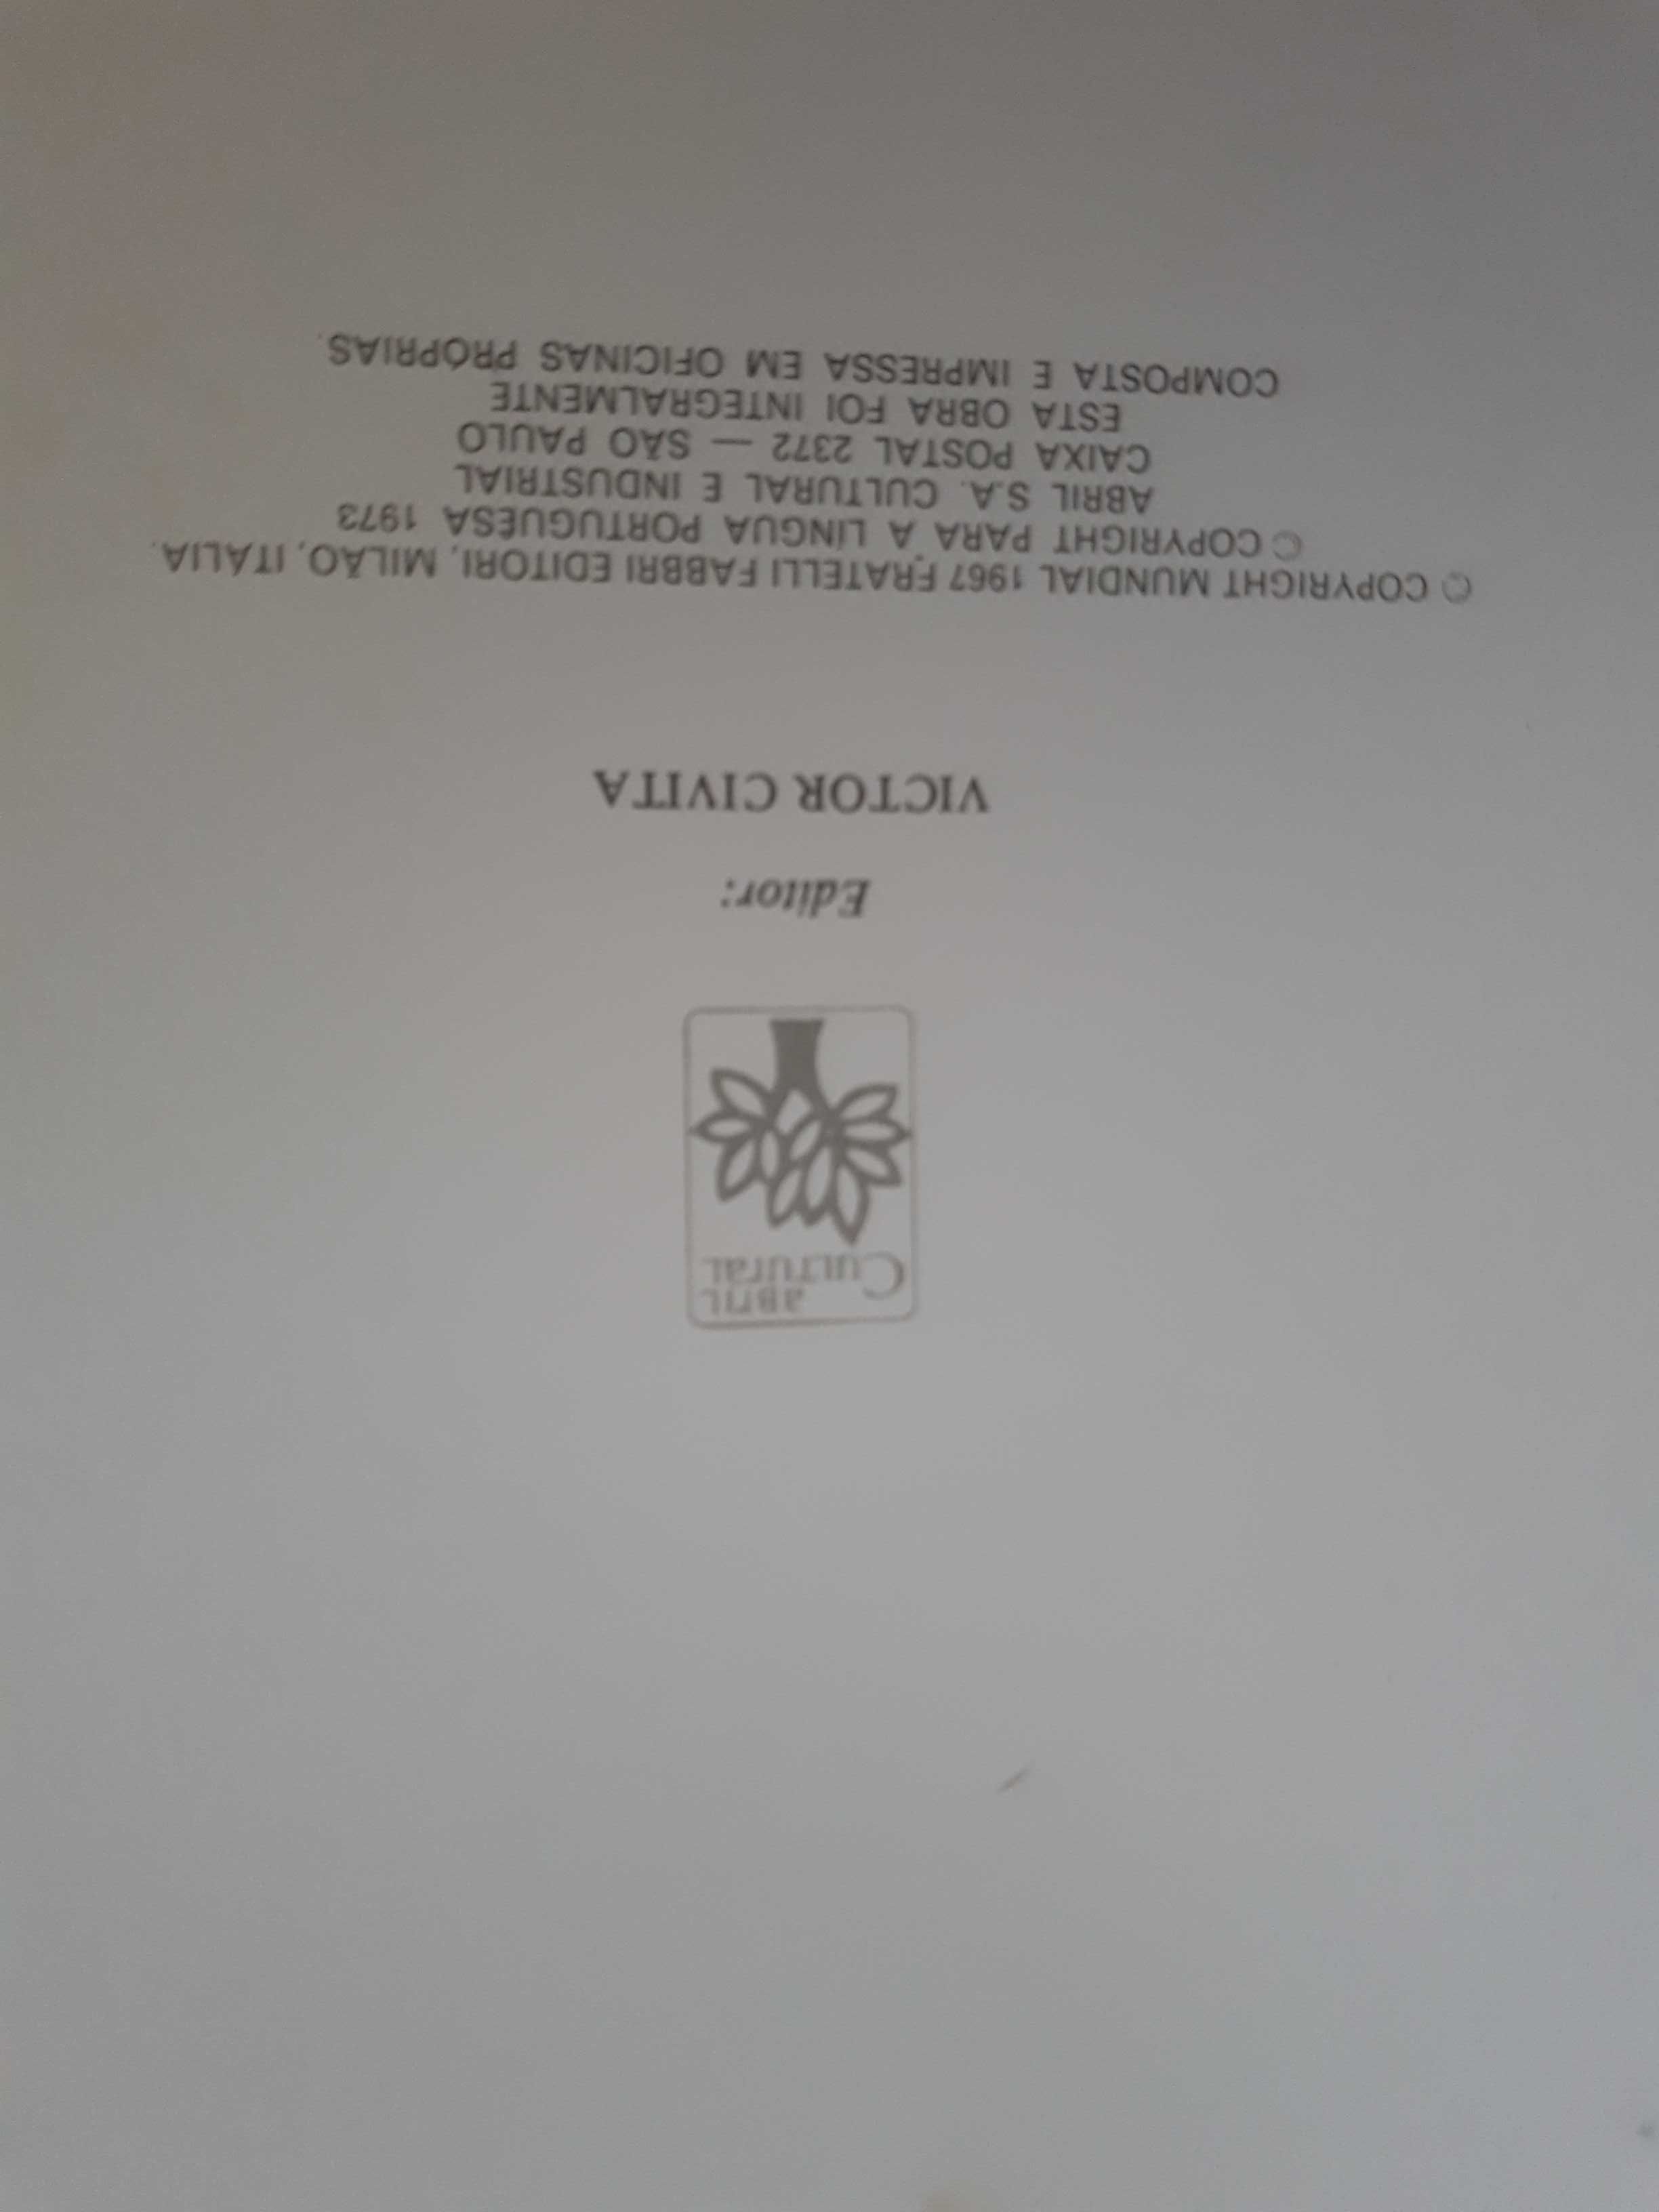 aBrIL
CULTUraL
Editor:
VICTOR CIVITA
© COPYRIGHT MUNDIAL 1967 FRATELLI FABBRI EDITORI, MILÃO, ITÁLIA.
© COPYRIGHT PARA A LÍNGUA PORTUGUÊSA 1973
ABRIL S.A. CULTURAL E INDUSTRIAL
CAIXA POSTAL 2372 — SÃO PAULO
ESTA OBRA FOI INTEGRALMENTE
COMPOSTA E IMPRESSA EM OFICINAS PRÓPRIAS.